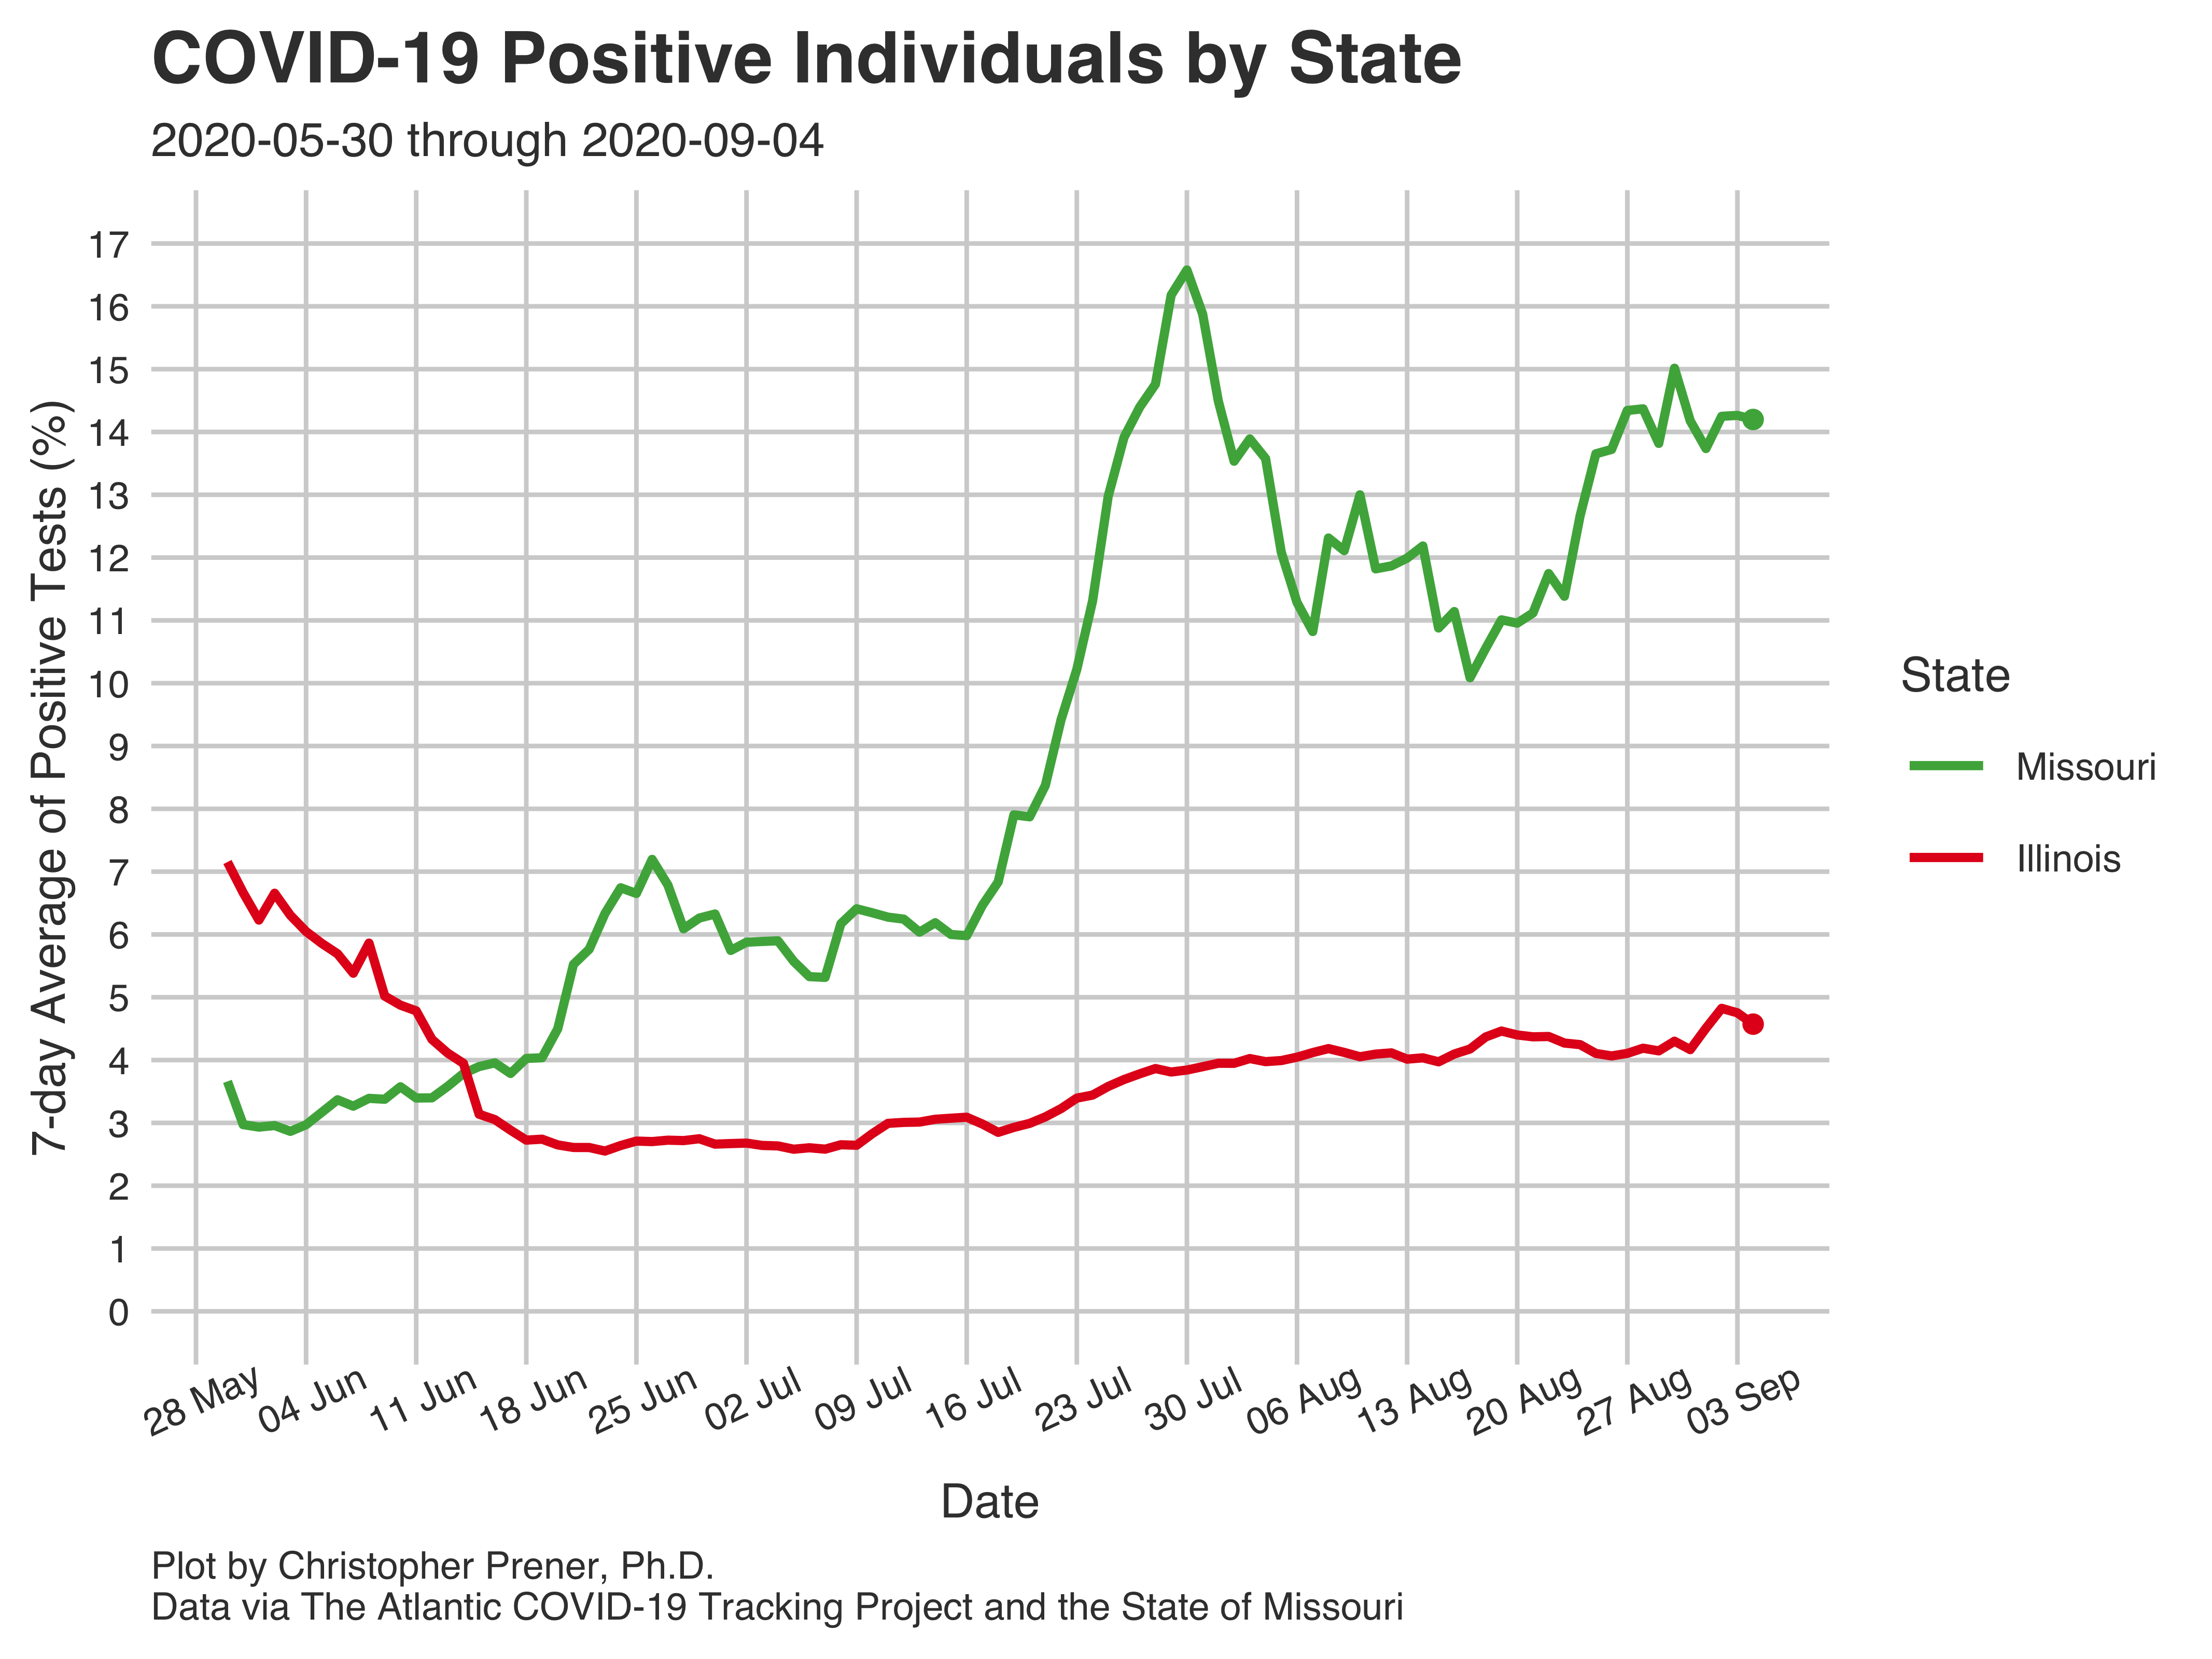 COVID-19 Positive Individuals by State
2020-05-30 through 2020-09-04
7-day Average of Positive Tests (%)
17
16
15
14
13
12
11
10
9
8
7
6
5
4
3
2
1
0
28 May
04 Jun
11 Jun
18 Jun
25 Jun
02 Jul
09 Jul
16 Jul
23 Jul
30 Jul
06 Aug
13 Aug
20 Aug
27 Aug
03 Sep
Date
State
Missouri
Illinois
Plot by Christopher Prener, Ph.D.
Data via The Atlantic COVID-19 Tracking Project and the State of Missouri